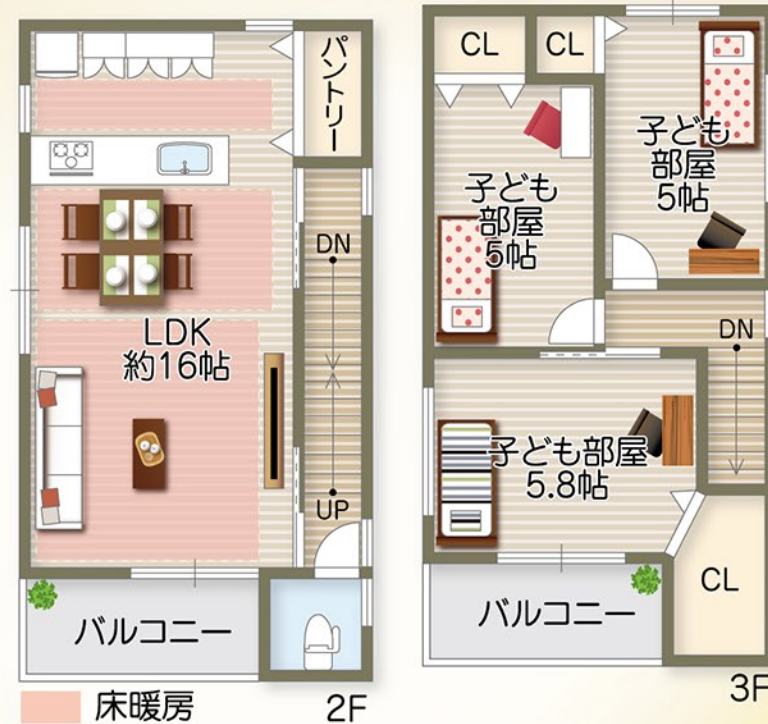 パントリー
DN
LDK
約16帖
UP
バルコニー
床暖房
2F
CL
CL
子ども
部屋
5帖
子ども
部屋
5帖
DN
子ども部屋
5.8帖
CL
バルコニー
3F